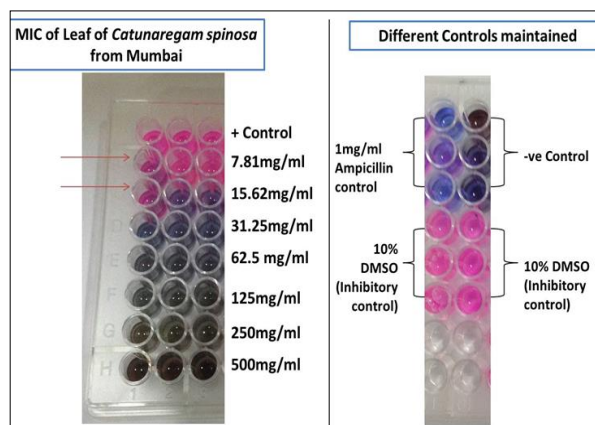 MIC of Leaf of Catunaregam spinosa
from Mumbai
+ Control
7.81mg/ml
15.62mg/ml
31.25mg/ml
62.5 mg/ml
125mg/ml
250mg/ml
500mg/ml
D
E
F
G
H
1
2
Different Controls maintained
1mg/ml
Ampicillin
control
-ve Control
10%
DMSO
(Inhibitory
control)
10% DMSO
(Inhibitory
control)